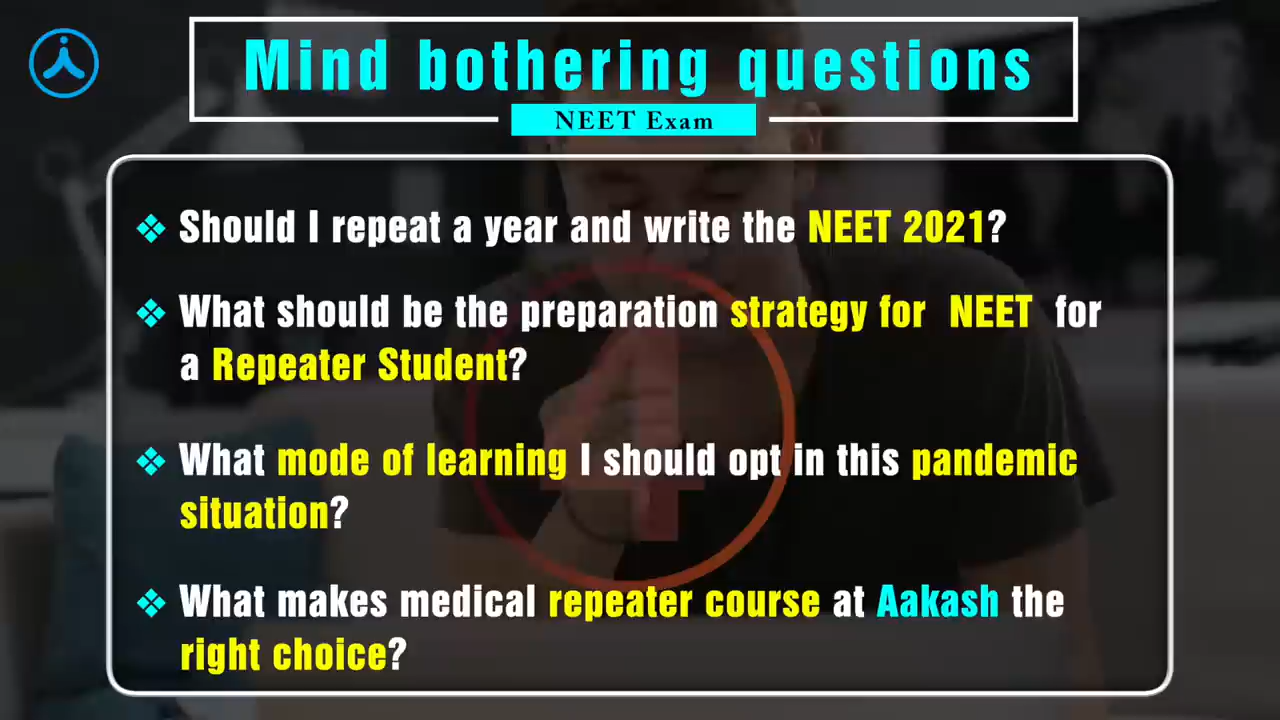 Mind bothering questions
NEET Exam
Should I repeat a year and write the NEET 2021?
What should be the preparation strategy for NEET for
a Repeater Student?
What mode of learning I should opt in this pandemic
situation?
What makes medical repeater course at Aakash the
right choice?